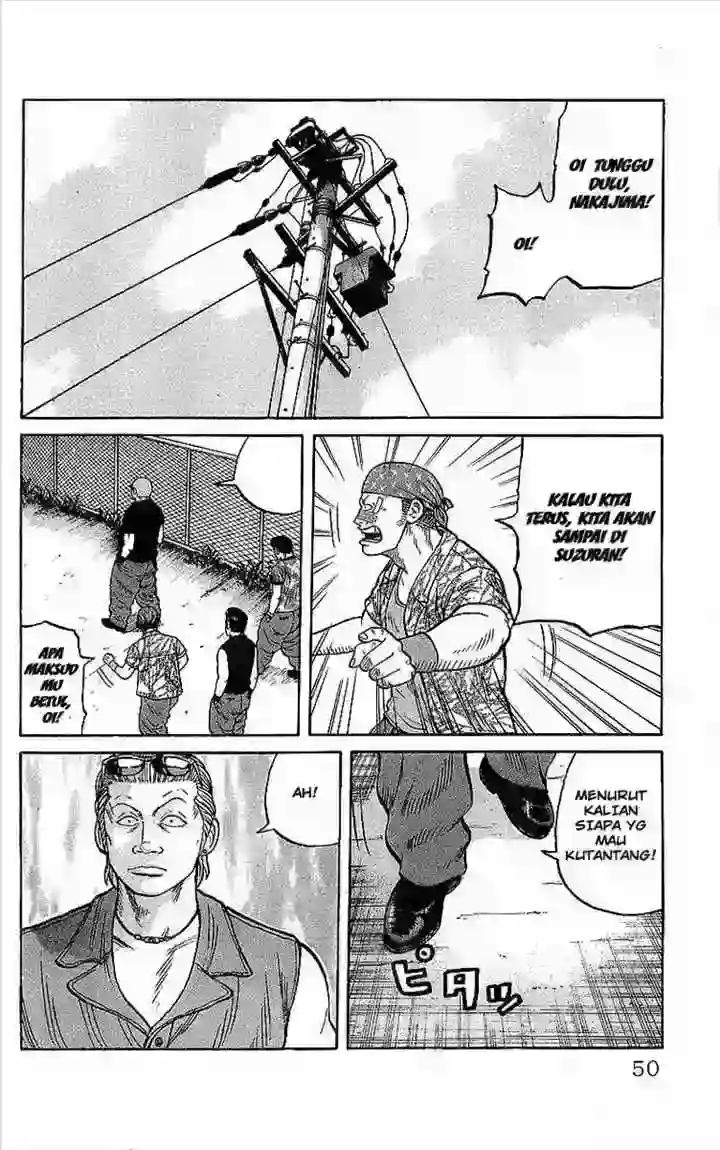 OI TUNGGU
DULU,
NAKAJIMA!
OI!
KALAU KITA
TERUS, KITA AKAN
SAMPAI DI
SUZURAN!
APA
MAKSUD
MU
BETUL,
OI!
MENURUT
KALIAN
SIAPA YG
MAU
KUTANTANG!
ピタッ
AH!
50